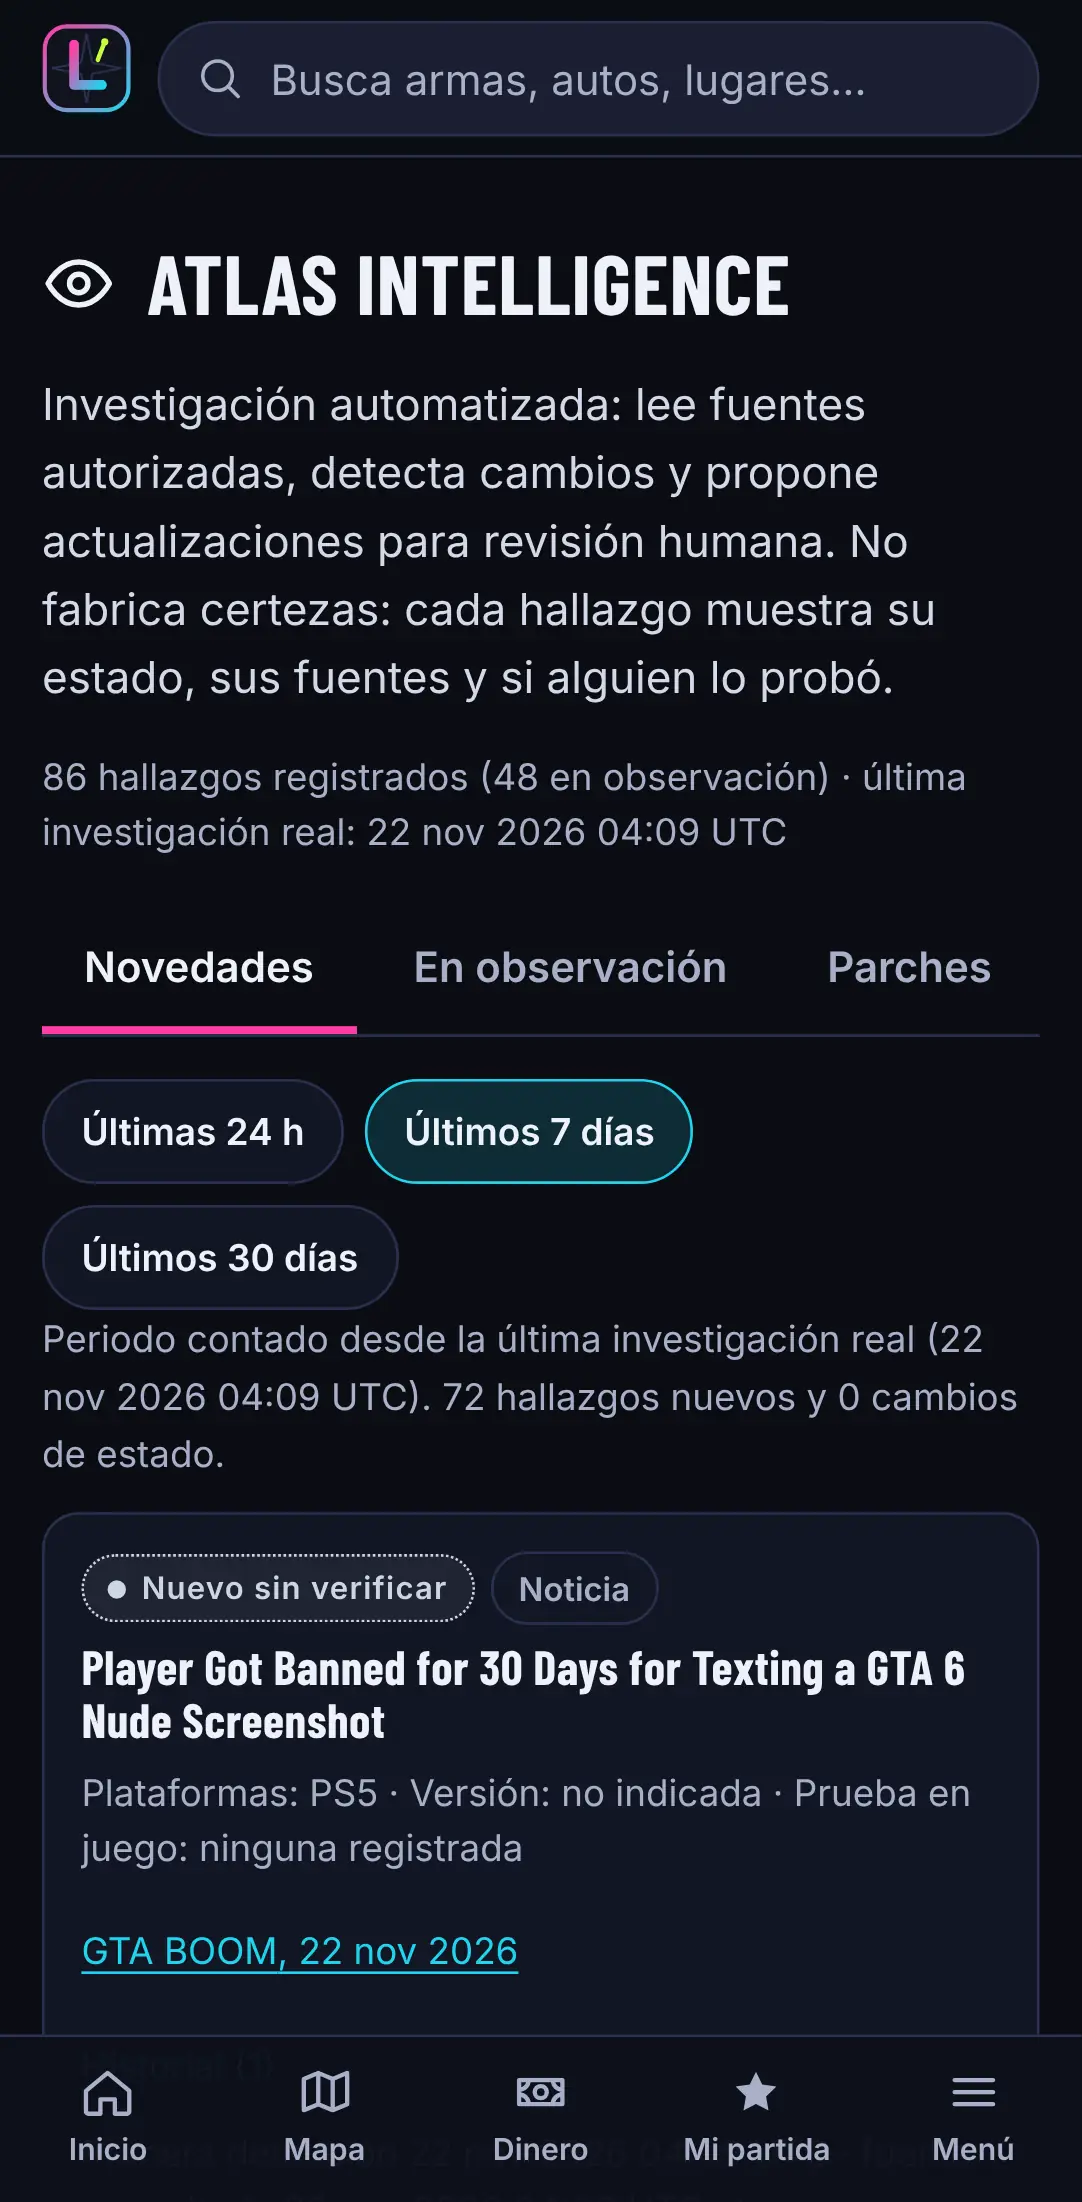 Busca armas, autos, lugares...
ATLAS INTELLIGENCE
Investigación automatizada: lee fuentes
autorizadas, detecta cambios y propone
actualizaciones para revisión humana. No
fabrica certezas: cada hallazgo muestra su
estado, sus fuentes y si alguien lo probó.
86 hallazgos registrados (48 en observación) · última
investigación real: 22 nov 2026 04:09 UTC
Novedades En observación Parches
Últimas 24 h Últimos 7 días
Últimos 30 días
Periodo contado desde la última investigación real (22
nov 2026 04:09 UTC). 72 hallazgos nuevos y 0 cambios
de estado.
Nuevo sin verificar Noticia
Player Got Banned for 30 Days for Texting a GTA 6
Nude Screenshot
Plataformas: PS5 · Versión: no indicada · Prueba en
juego: ninguna registrada
GTA BOOM, 22 nov 2026
Historial (1)
Inicio Mapa Dinero Mi partida Menú